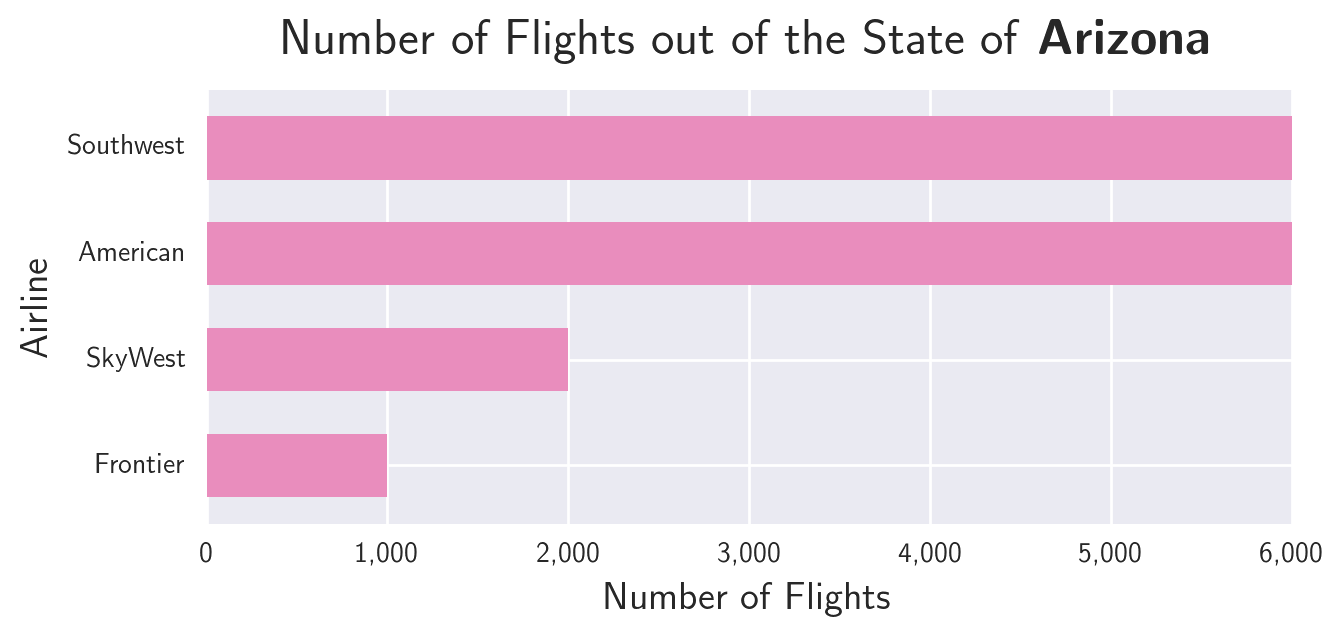 Number of Flights out of the State of Arizona
Southwest
American
SkyWest
Frontier
Airline
0 1,000 2,000 3,000 4,000 5,000 6,000
Number of Flights